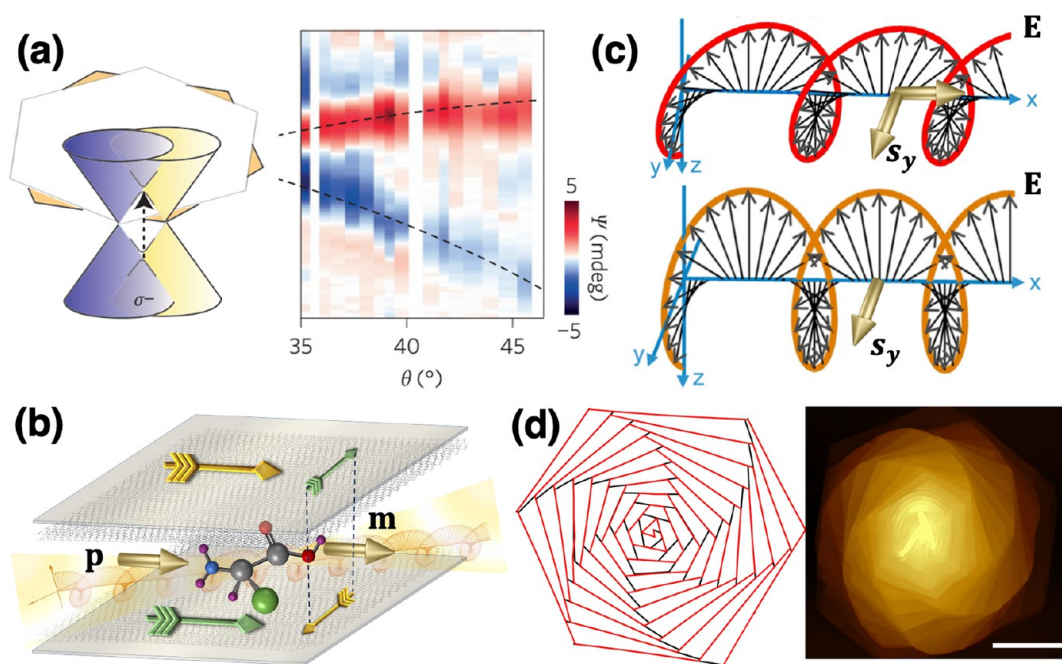 (a)
σ−
5
Ψ (mdeg)
−5
35
40
45
θ (°)
(b)
p
m
(c)
E
x
s_y
y
z
E
x
s_y
y
z
(d)